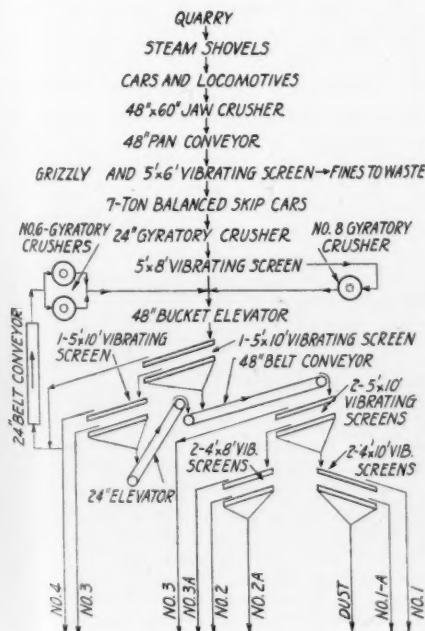 QUARRY
STEAM SHOVELS
CARS AND LOCOMOTIVES
48"x60" JAW CRUSHER
48" PAN CONVEYOR
GRIZZLY AND 5'x6' VIBRATING SCREEN→FINES TO WASTE
7-TON BALANCED SKIP CARS
NO.6-GYRATORY
CRUSHERS
24" GYRATORY CRUSHER
NO. 8 GYRATORY
CRUSHER
5'x8' VIBRATING SCREEN
48" BUCKET ELEVATOR
24" BELT CONVEYOR
1-5'x10' VIBRATING
SCREEN
1-5'x10' VIBRATING SCREEN
48" BELT CONVEYOR
2-5'x10'
VIBRATING
SCREENS
2-4'x8' VIB.
SCREENS
2-4'x10' VIB.
SCREENS
24" ELEVATOR
NO.4
NO.3
NO.3
NO.3A
NO.2
NO.2A
DUST
NO.1-A
NO.1